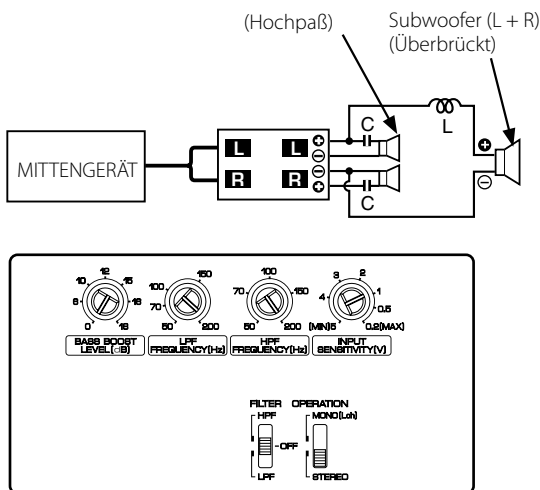 (Hochpaß)
Subwoofer (L + R)
(Überbrückt)
MITTENGERÄT
L L ⊕
⊖
R R ⊖
⊕
C
C
L
⊕
⊖
0 6 10 12 15 18 18
BASS BOOST
LEVEL(dB)
50 70 100 150 200
LPF
FREQUENCY(Hz)
50 70 100 150 200
HPF
FREQUENCY(Hz)
(MIN)5 4 3 2 1 0.5 0.2(MAX)
INPUT
SENSITIVITY(V)
FILTER
HPF
OFF
LPF
OPERATION
MONO(Lch)
STEREO